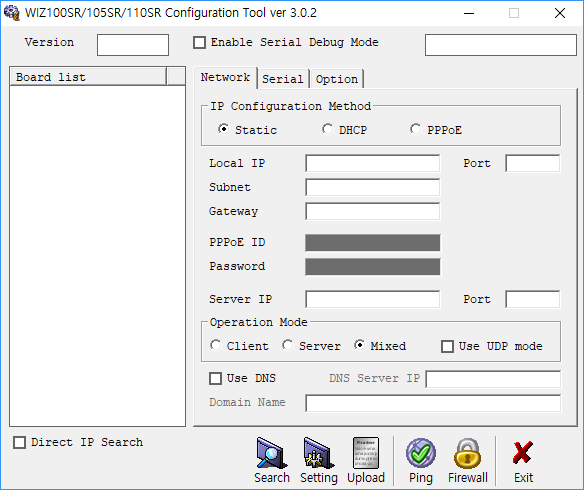 WIZ100SR/105SR/110SR Configuration Tool ver 3.0.2
Version
Enable Serial Debug Mode
Board list
Network
Serial
Option
IP Configuration Method
Static
DHCP
PPPoE
Local IP
Port
Subnet
Gateway
PPPoE ID
Password
Server IP
Port
Operation Mode
Client
Server
Mixed
Use UDP mode
Use DNS
DNS Server IP
Domain Name
Direct IP Search
Search
Setting
Upload
Ping
Firewall
Exit